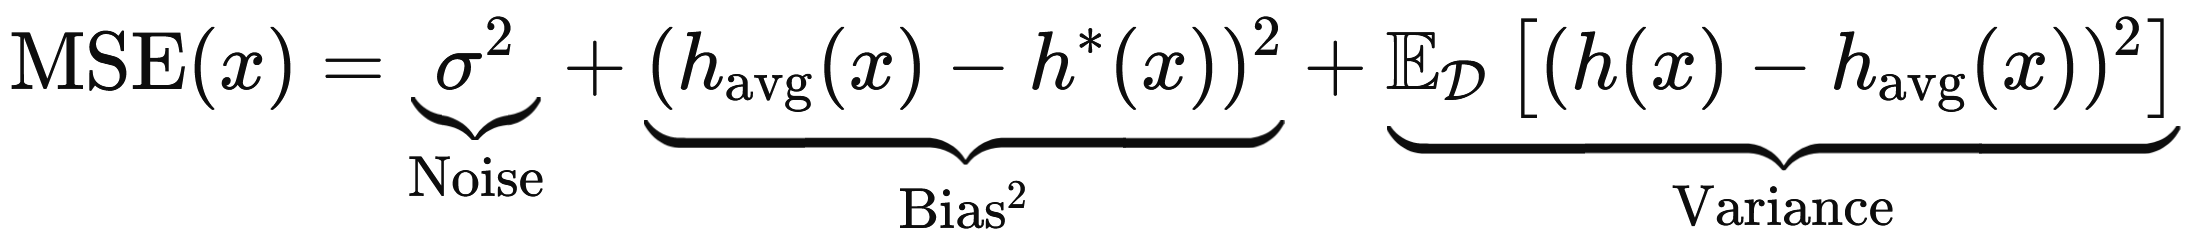 MSE(x) = σ² + (h_avg(x) − h*(x))² + 𝔼_𝒟 [(h(x) − h_avg(x))²]
Noise
Bias²
Variance